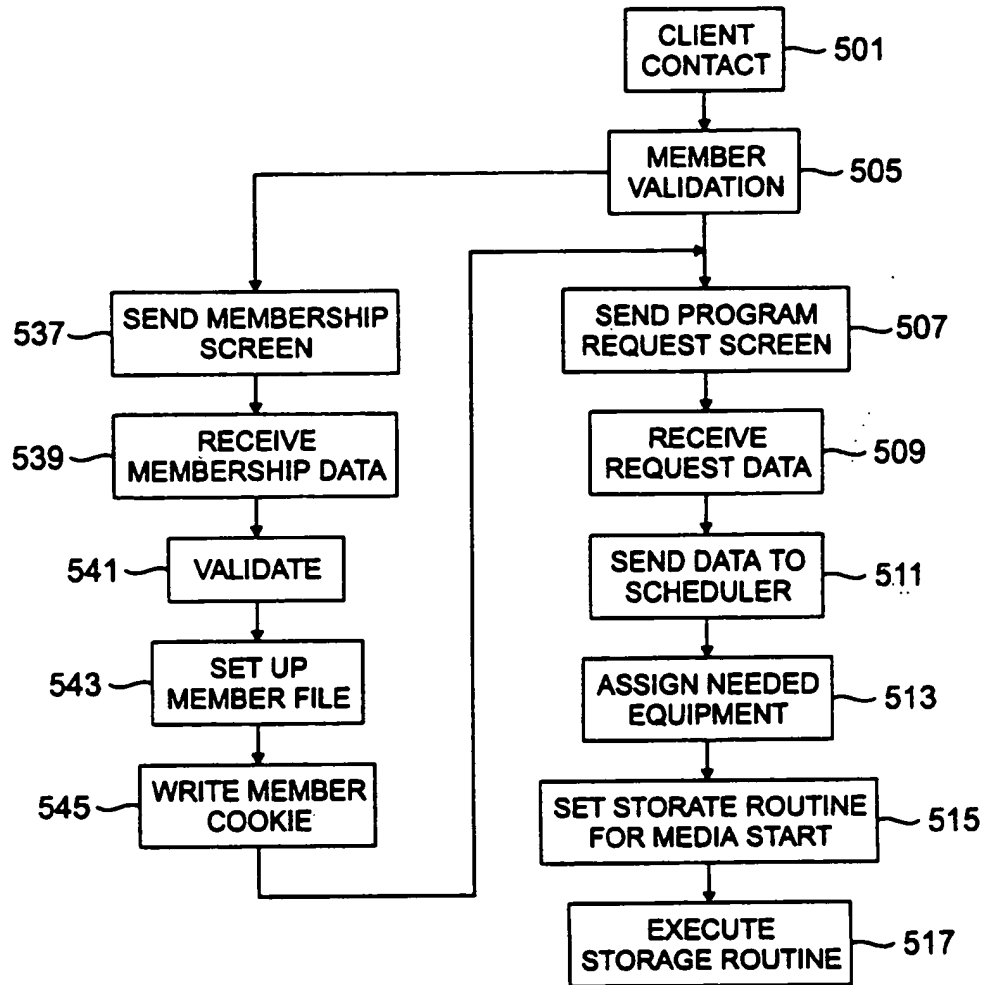 CLIENT
CONTACT
501
MEMBER
VALIDATION
505
537
SEND MEMBERSHIP
SCREEN
SEND PROGRAM
REQUEST SCREEN
507
539
RECEIVE
MEMBERSHIP DATA
RECEIVE
REQUEST DATA
509
541
VALIDATE
SEND DATA TO
SCHEDULER
511
543
SET UP
MEMBER FILE
ASSIGN NEEDED
EQUIPMENT
513
545
WRITE MEMBER
COOKIE
SET STORATE ROUTINE
FOR MEDIA START
515
EXECUTE
STORAGE ROUTINE
517